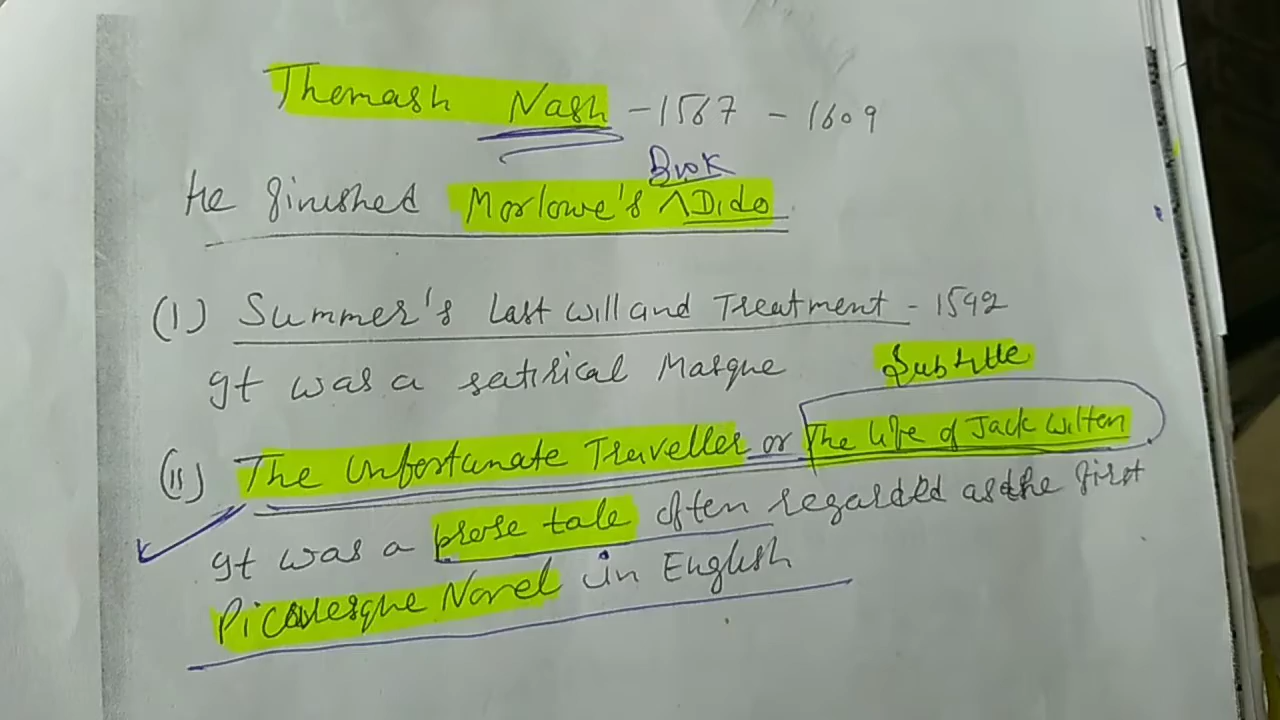 Themash Nash - 1567 - 1609
Book
He finished Morlowe's ^ Dido
(I) Summer's Last will and Treatment - 1592
It was a satirical Masque
Subtitle
(II) The Unfortunate Traveller or The life of Jack Wilten
It was a prose tale often regarded as the first
Picaresque Novel in English